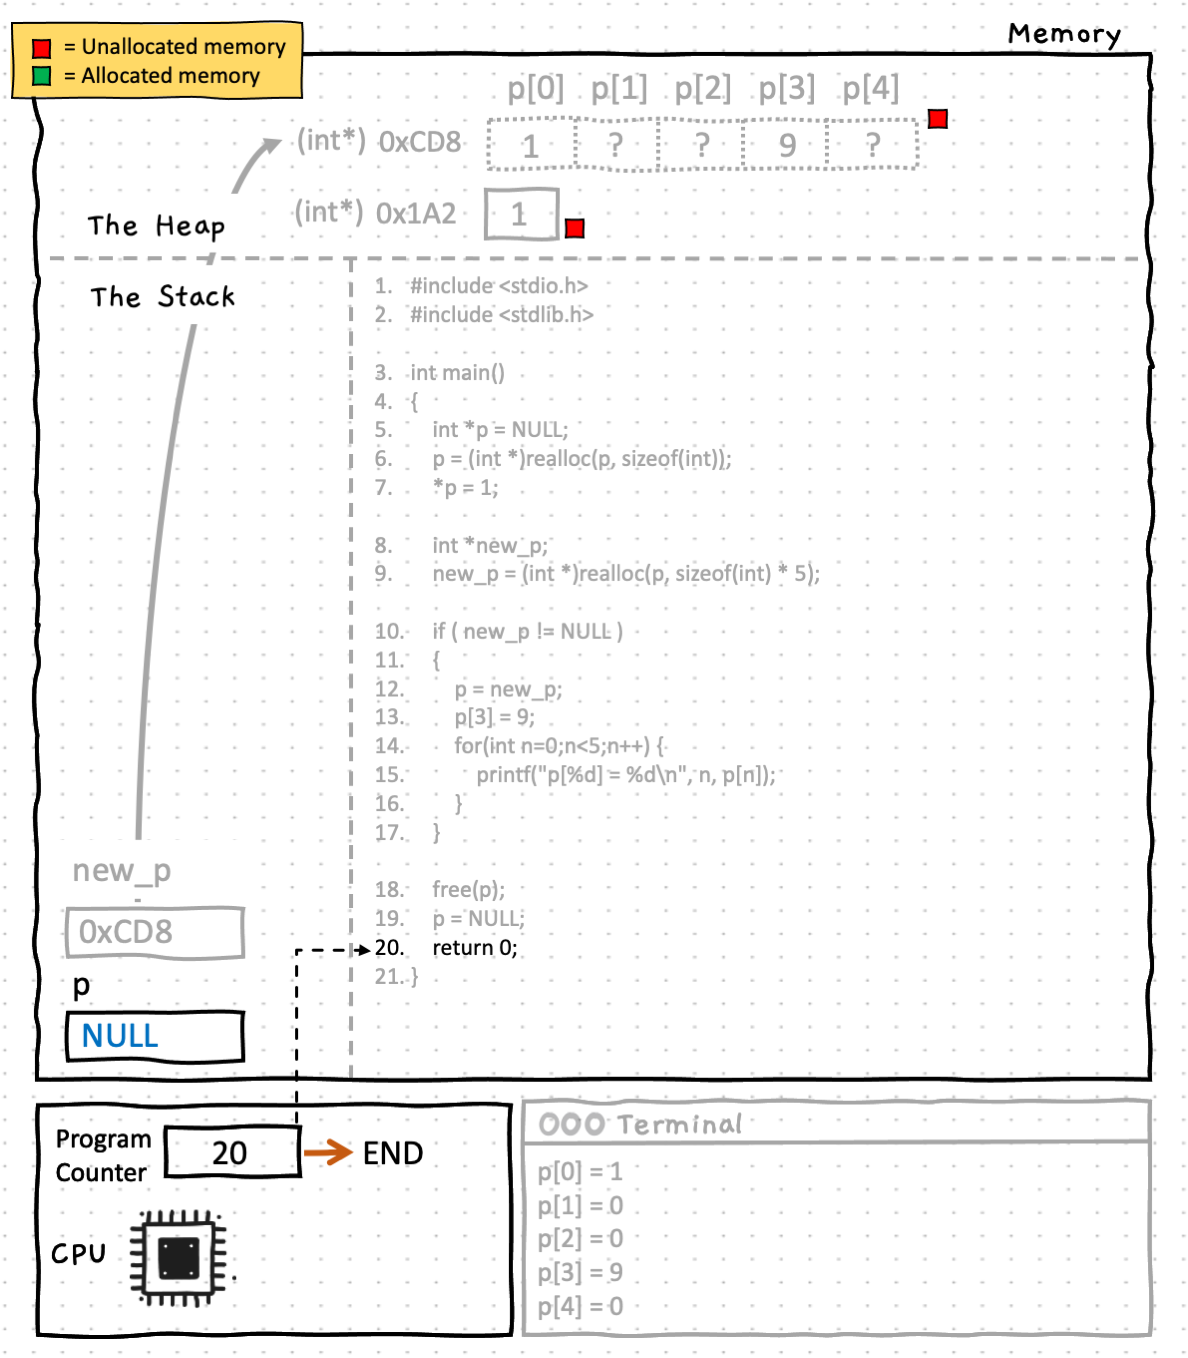 Memory
= Unallocated memory
= Allocated memory
p[0] p[1] p[2] p[3] p[4]
(int*) 0xCD8 1 ? ? 9 ?
(int*) 0x1A2 1
The Heap
The Stack
1. #include <stdio.h>
2. #include <stdlib.h>
3. int main()
4. {
5. int *p = NULL;
6. p = (int *)realloc(p, sizeof(int));
7. *p = 1;
8. int *new_p;
9. new_p = (int *)realloc(p, sizeof(int) * 5);
10. if ( new_p != NULL )
11. {
12. p = new_p;
13. p[3] = 9;
14. for(int n=0;n<5;n++) {
15. printf("p[%d] = %d\n", n, p[n]);
16. }
17. }
18. free(p);
19. p = NULL;
20. return 0;
21. }
new_p
0xCD8
p
NULL
Program
Counter
20
END
CPU
Terminal
p[0] = 1
p[1] = 0
p[2] = 0
p[3] = 9
p[4] = 0